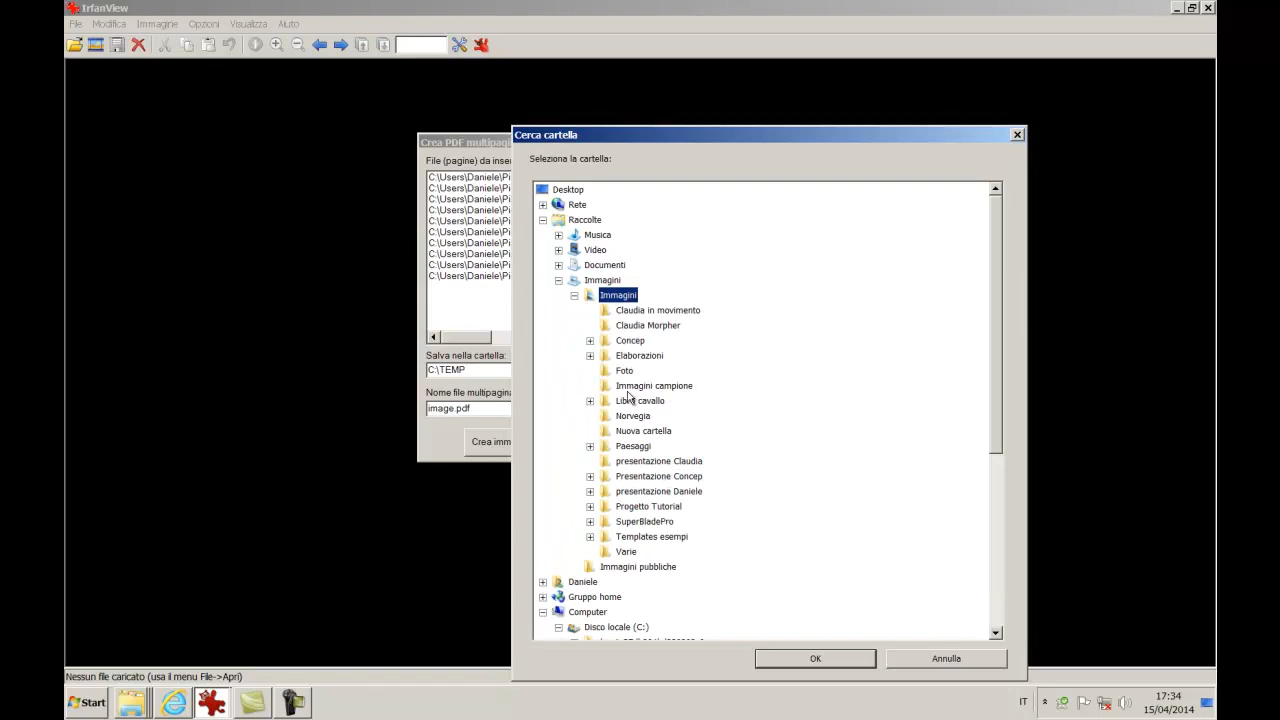 IrfanView
File Modifica Immagine Opzioni Visualizza Aiuto
Crea PDF multipagi
File (pagine) da inser
C:\Users\Daniele\Pi
C:\Users\Daniele\Pi
C:\Users\Daniele\Pi
C:\Users\Daniele\Pi
C:\Users\Daniele\Pi
C:\Users\Daniele\Pi
C:\Users\Daniele\Pi
C:\Users\Daniele\Pi
C:\Users\Daniele\Pi
C:\Users\Daniele\Pi
Salva nella cartella:
C:\TEMP
Nome file multipagina
image.pdf
Crea imm
Cerca cartella
Seleziona la cartella:
Desktop
Rete
Raccolte
Musica
Video
Documenti
Immagini
Immagini
Claudia in movimento
Claudia Morpher
Concep
Elaborazioni
Foto
Immagini campione
Libro cavallo
Norvegia
Nuova cartella
Paesaggi
presentazione Claudia
Presentazione Concep
presentazione Daniele
Progetto Tutorial
SuperBladePro
Templates esempi
Varie
Immagini pubbliche
Daniele
Gruppo home
Computer
Disco locale (C:)
OK Annulla
Nessun file caricato (usa il menu File->Apri)
Start IT 17:34
15/04/2014